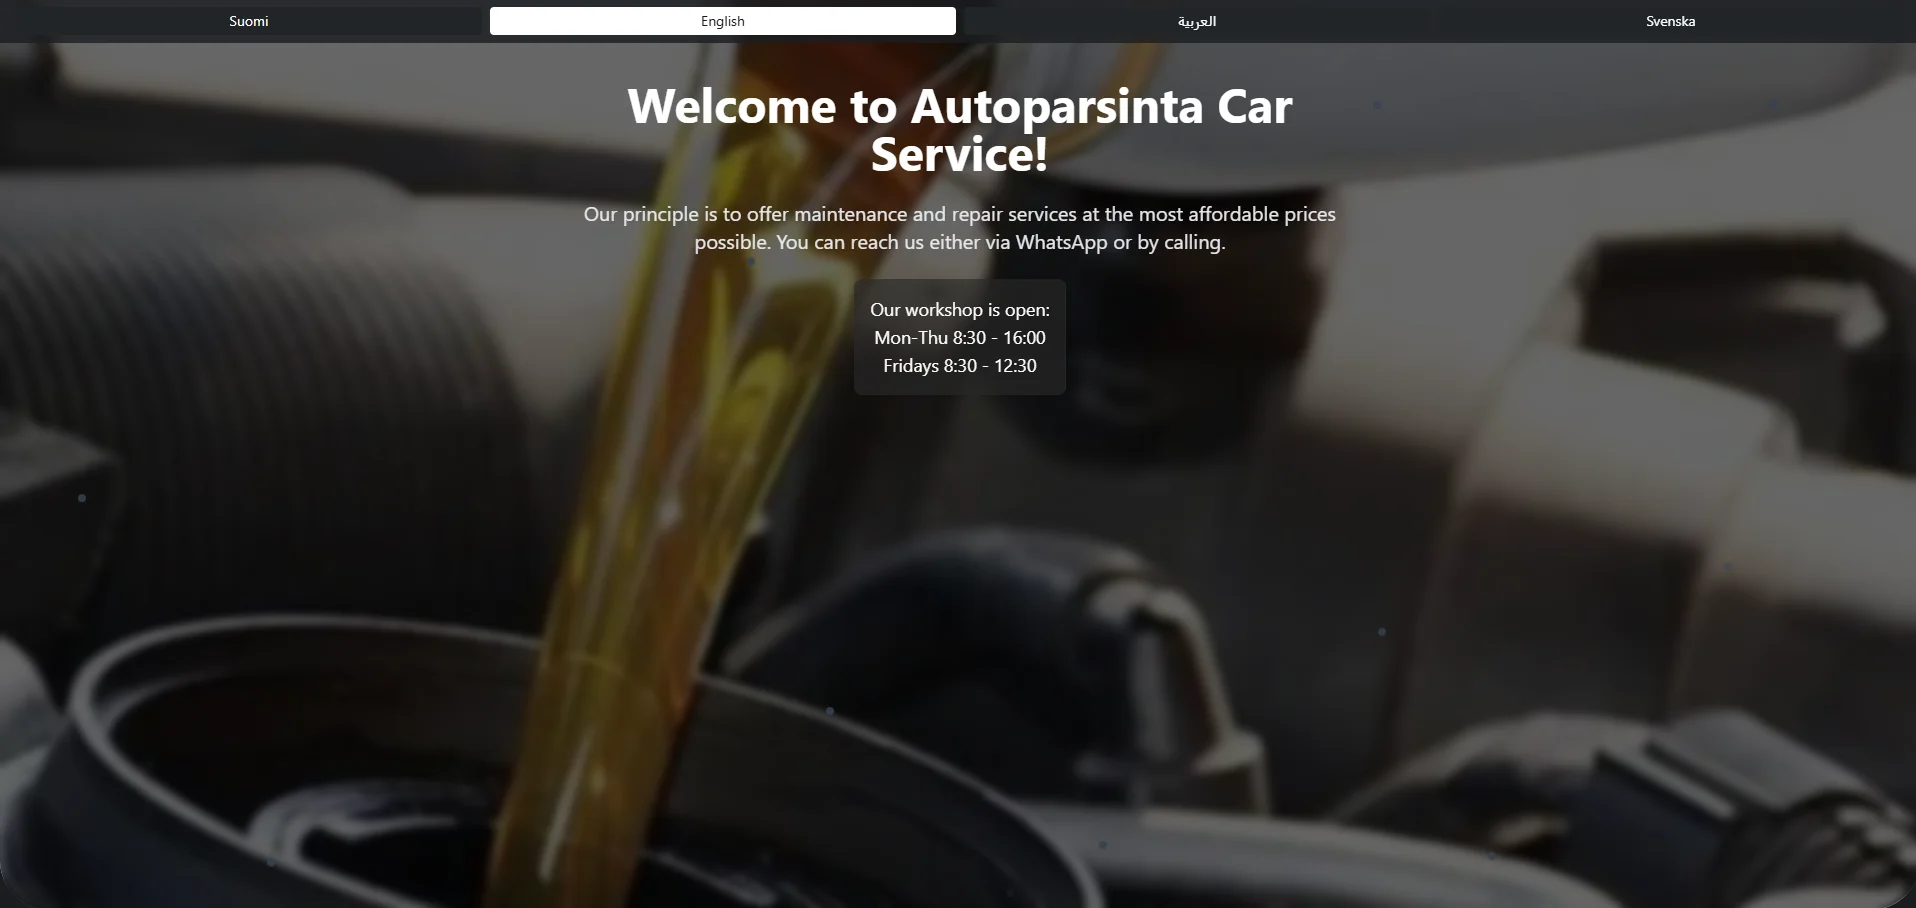 Suomi
English
العربية
Svenska
Welcome to Autoparsinta Car
Service!
Our principle is to offer maintenance and repair services at the most affordable prices
possible. You can reach us either via WhatsApp or by calling.
Our workshop is open:
Mon-Thu 8:30 - 16:00
Fridays 8:30 - 12:30